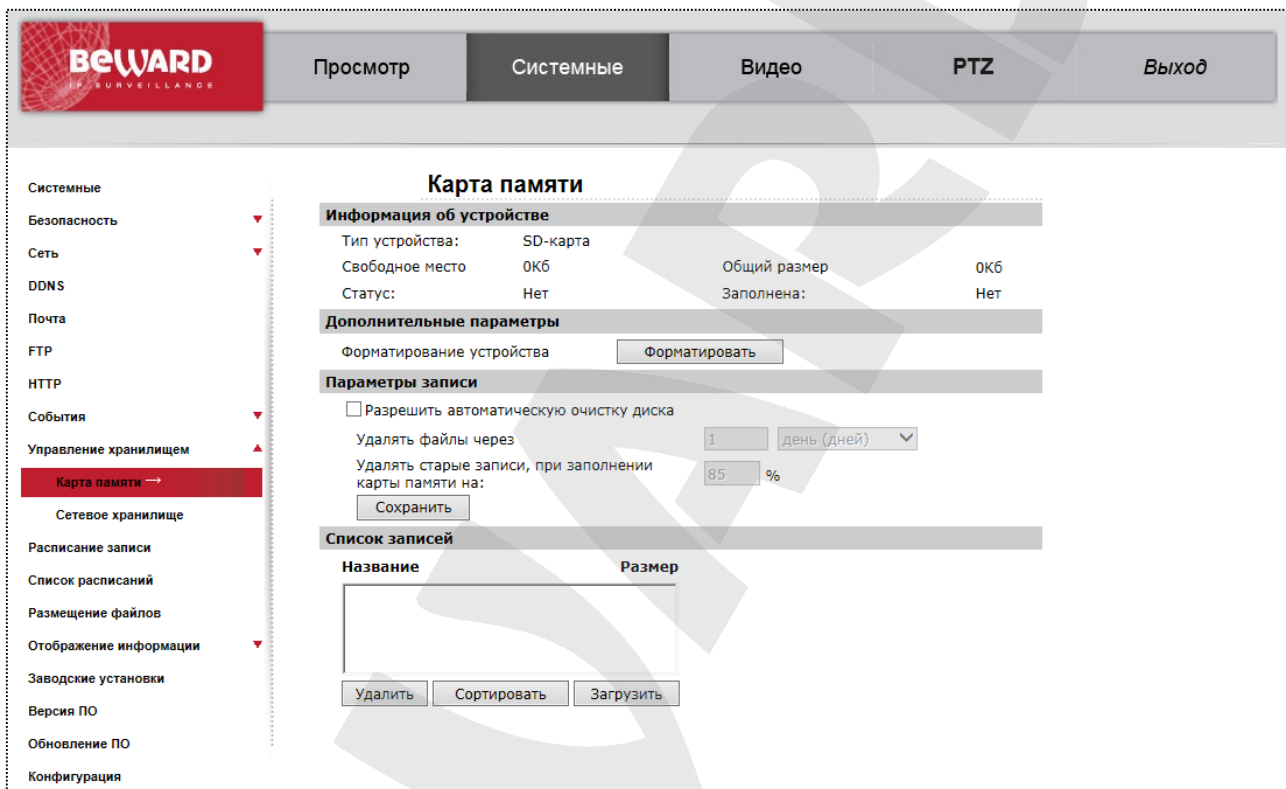 BEWARD
IP SURVEILLANCE
Просмотр
Системные
Видео
PTZ
Выход
Системные
Безопасность
Сеть
DDNS
Почта
FTP
HTTP
События
Управление хранилищем
Карта памяти →
Сетевое хранилище
Расписание записи
Список расписаний
Размещение файлов
Отображение информации
Заводские установки
Версия ПО
Обновление ПО
Конфигурация
Карта памяти
Информация об устройстве
Тип устройства: SD-карта
Свободное место 0Кб Общий размер 0Кб
Статус: Нет Заполнена: Нет
Дополнительные параметры
Форматирование устройства Форматировать
Параметры записи
Разрешить автоматическую очистку диска
Удалять файлы через 1 день (дней)
Удалять старые записи, при заполнении
карты памяти на: 85 %
Сохранить
Список записей
Название Размер
Удалить Сортировать Загрузить